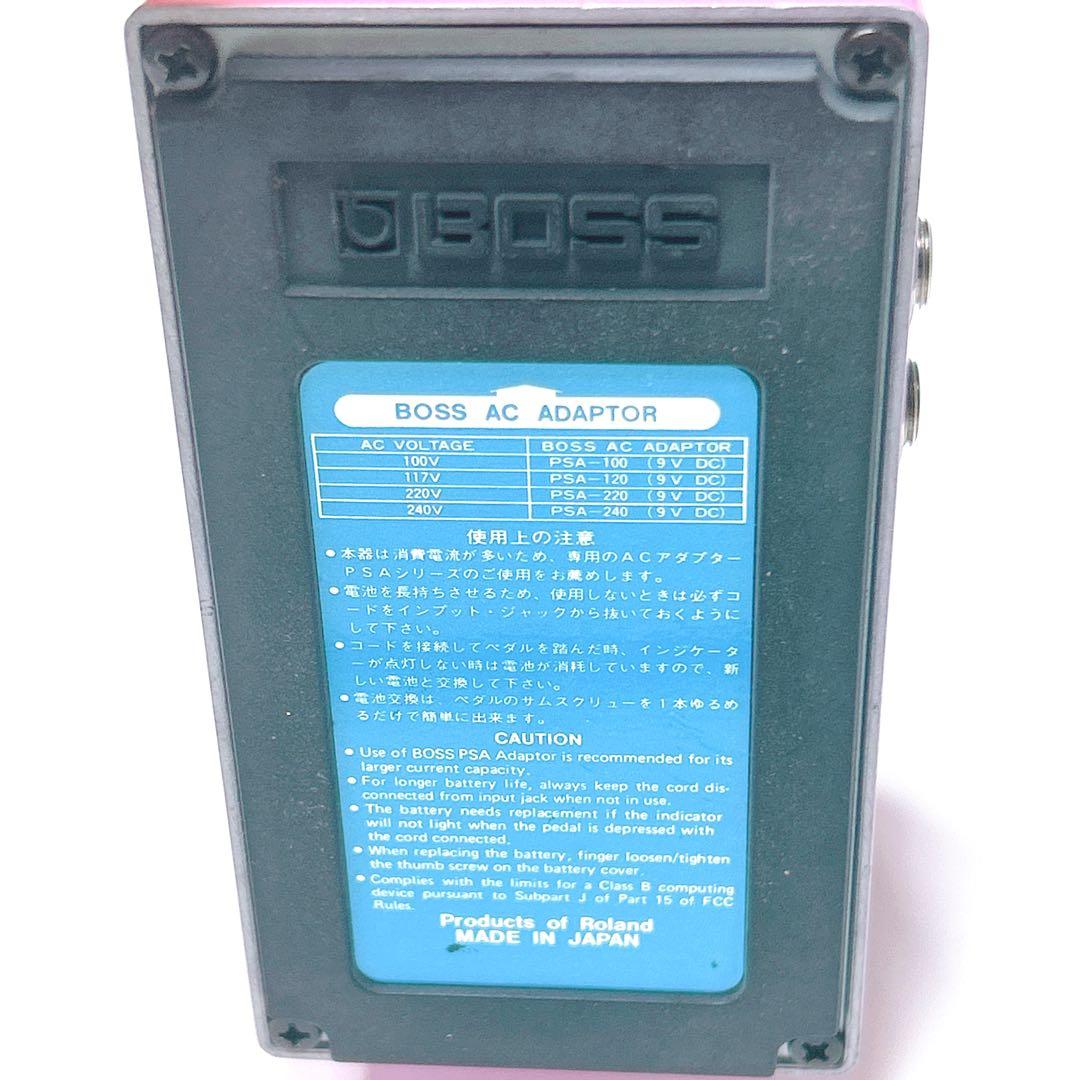 BOSS
BOSS AC ADAPTOR
AC VOLTAGE BOSS AC ADAPTOR
100V PSA-100 (9V DC)
117V PSA-120 (9V DC)
220V PSA-220 (9V DC)
240V PSA-240 (9V DC)
使用上の注意
●本器は消費電流が多いため、専用のACアダプター
PSAシリーズのご使用をお薦めします。
●電池を長持ちさせるため、使用しないときは必ずコ
ードをインプット・ジャックから抜いておくように
して下さい。
●コードを接続してペダルを踏んだ時、インジケータ
ーが点灯しない時は電池が消耗していますので、新
しい電池と交換して下さい。
●電池交換は、ペダルのサムスクリューを1本ゆるめ
るだけで簡単に出来ます。
CAUTION
● Use of BOSS PSA Adaptor is recommended for its
larger current capacity.
● For longer battery life, always keep the cord dis-
connected from input jack when not in use.
● The battery needs replacement if the indicator
will not light when the pedal is depressed with
the cord connected.
● When replacing the battery, finger loosen/tighten
the thumb screw on the battery cover.
● Complies with the limits for a Class B computing
device pursuant to Subpart J of Part 15 of FCC
Rules.
Products of Roland
MADE IN JAPAN